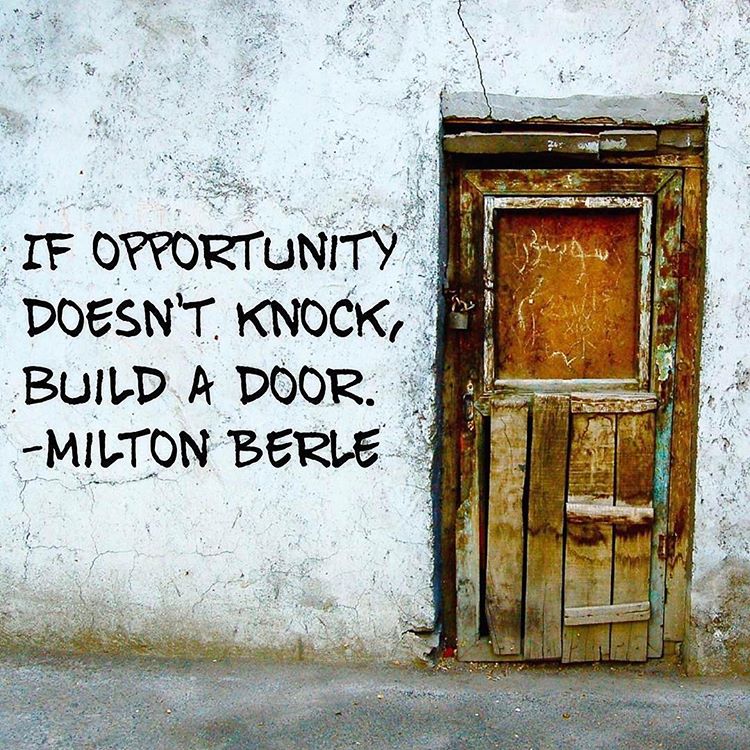 IF OPPORTUNITY
DOESN'T KNOCK,
BUILD A DOOR.
-MILTON BERLE